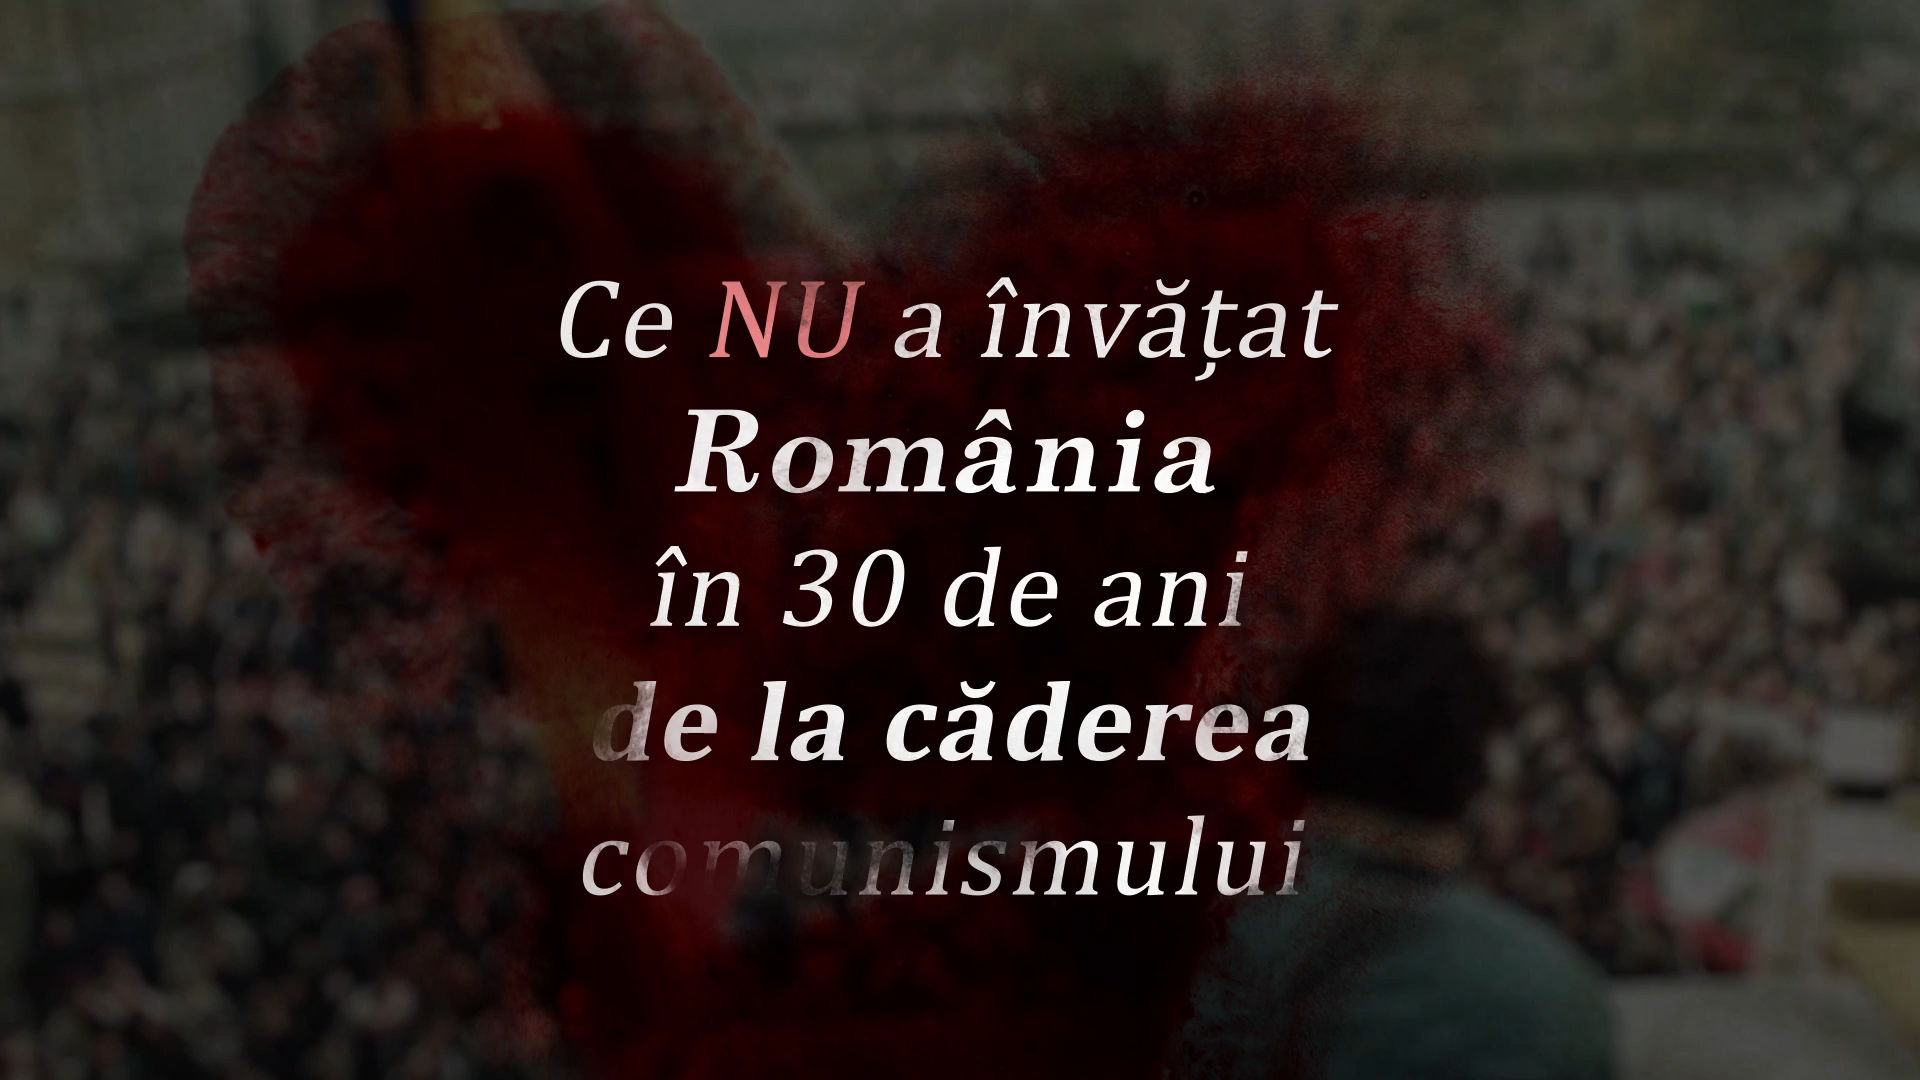 Ce NU a învățat
România
în 30 de ani
de la căderea
comunismului